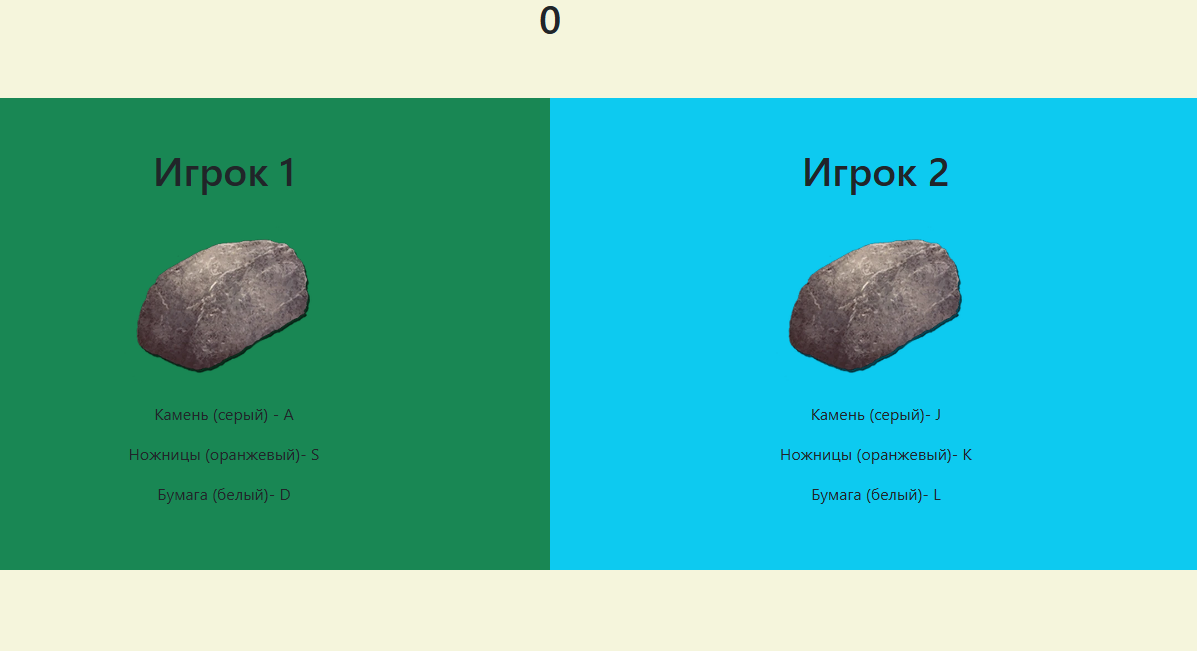 0
Игрок 1
Камень (серый) - A
Ножницы (оранжевый)- S
Бумага (белый)- D
Игрок 2
Камень (серый)- J
Ножницы (оранжевый)- K
Бумага (белый)- L